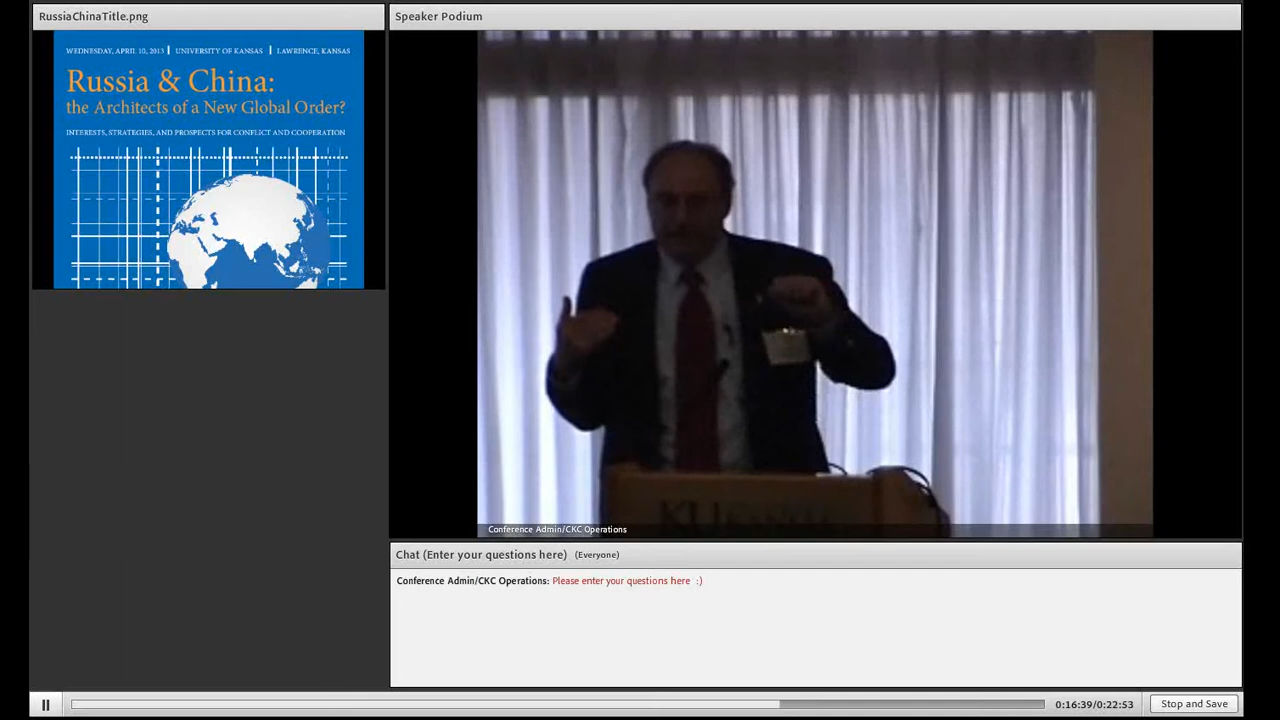 RussiaChinaTitle.png
WEDNESDAY, APRIL 10, 2013 | UNIVERSITY OF KANSAS | LAWRENCE, KANSAS
Russia & China:
the Architects of a New Global Order?
INTERESTS, STRATEGIES, AND PROSPECTS FOR CONFLICT AND COOPERATION
Speaker Podium
KU
Conference Admin/CKC Operations
Chat (Enter your questions here) (Everyone)
Conference Admin/CKC Operations: Please enter your questions here :)
0:16:39/0:22:53
Stop and Save